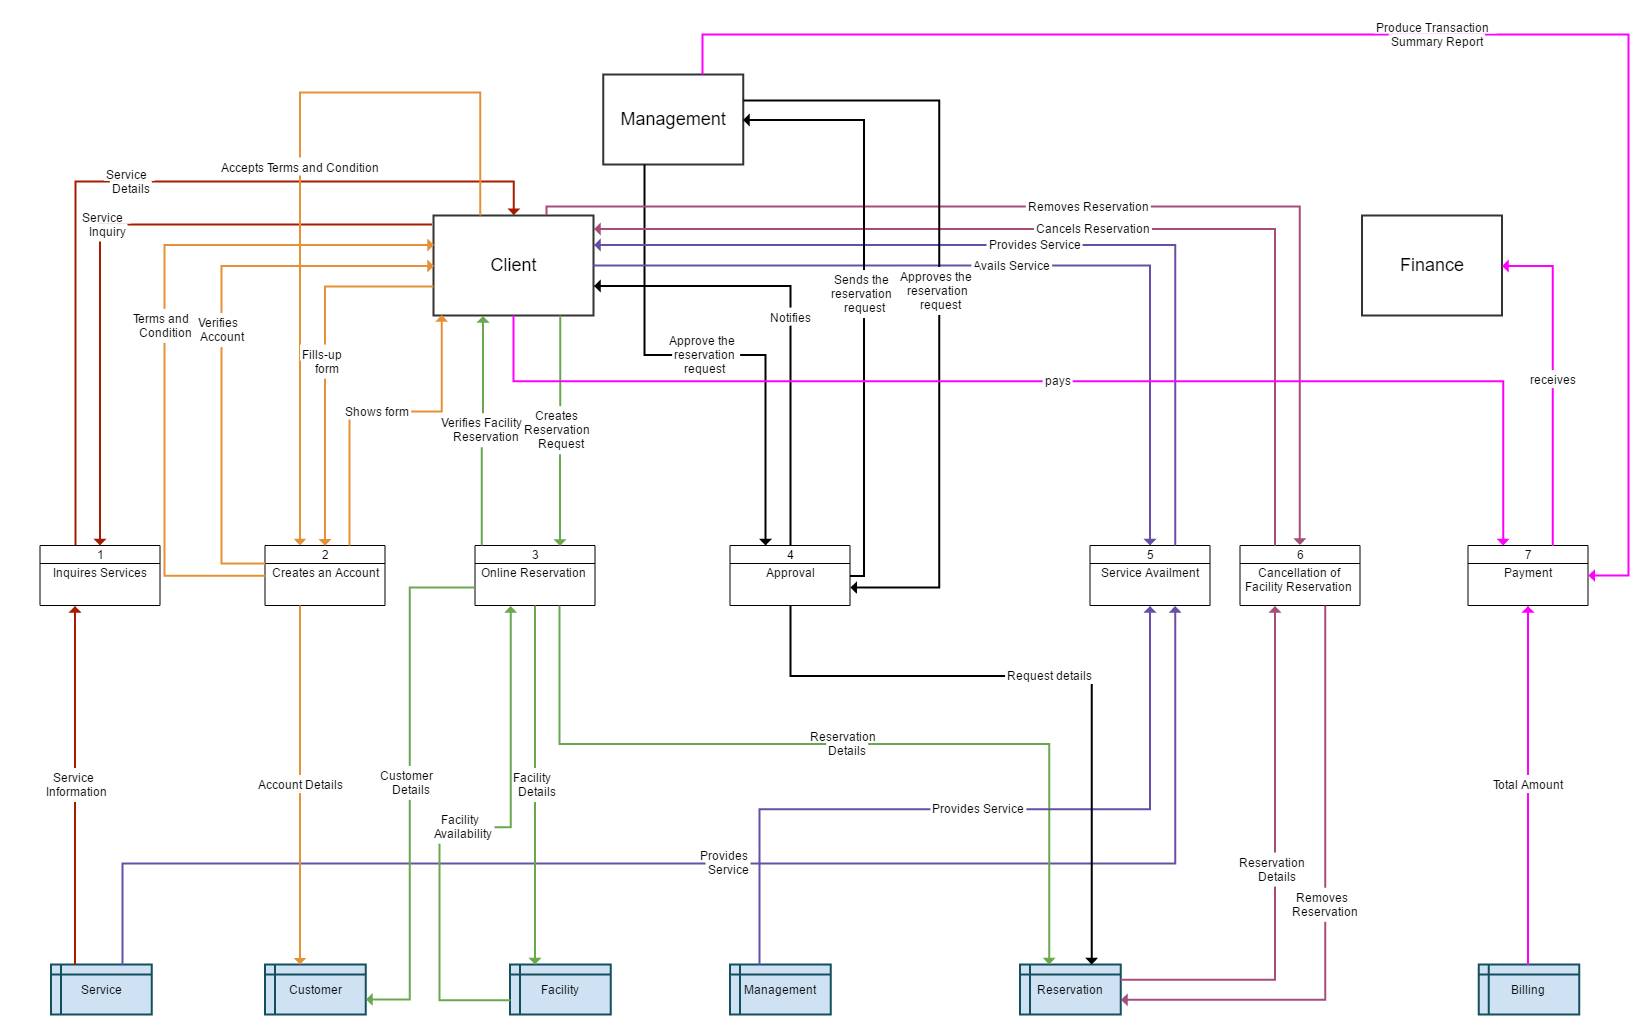 Produce Transaction
Summary Report
Management
Accepts Terms and Condition
Service
Details
Service
Inquiry
Removes Reservation
Cancels Reservation
Provides Service
Avails Service
Client
Finance
Sends the
reservation
request
Approves the
reservation
request
Terms and
Condition
Verifies
Account
Notifies
Fills-up
form
Approve the
reservation
request
pays
receives
Shows form
Verifies Facility
Reservation
Creates
Reservation
Request
1
Inquires Services
2
Creates an Account
3
Online Reservation
4
Approval
5
Service Availment
6
Cancellation of
Facility Reservation
7
Payment
Request details
Reservation
Details
Service
Information
Account Details
Customer
Details
Facility
Details
Total Amount
Facility
Availability
Provides Service
Provides
Service
Reservation
Details
Removes
Reservation
Service
Customer
Facility
Management
Reservation
Billing